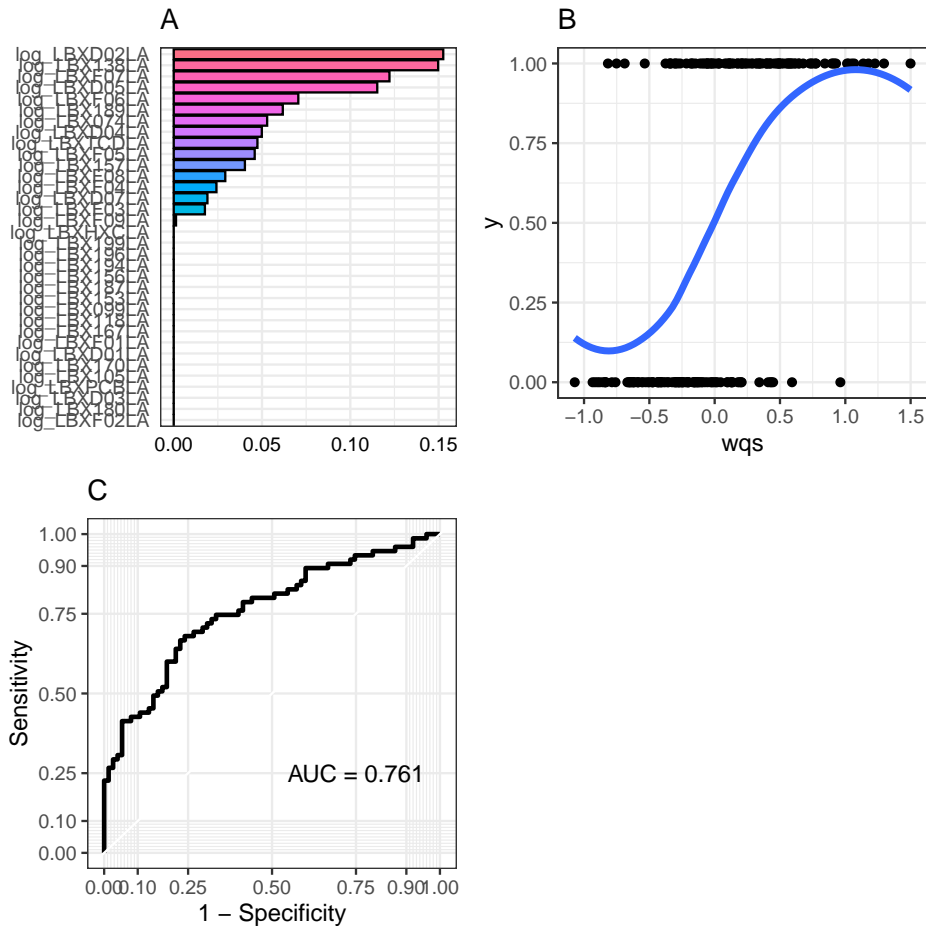 A
log_LBXD02LA
log_LBX138LA
log_LBXF07LA
log_LBXD05LA
log_LBXF06LA
log_LBX189LA
log_LBX074LA
log_LBXD04LA
log_LBXTCDLA
log_LBXF05LA
log_LBX157LA
log_LBXF08LA
log_LBXF04LA
log_LBXD07LA
log_LBXF03LA
log_LBXF09LA
log_LBXHXCLA
log_LBX199LA
log_LBX196LA
log_LBX194LA
log_LBX156LA
log_LBX187LA
log_LBX153LA
log_LBX099LA
log_LBX118LA
log_LBX167LA
log_LBXF01LA
log_LBXD01LA
log_LBX170LA
log_LBX105LA
log_LBXPCBLA
log_LBXD03LA
log_LBX180LA
log_LBXF02LA
0.00 0.05 0.10 0.15
B
y
1.00
0.75
0.50
0.25
0.00
−1.0 −0.5 0.0 0.5 1.0 1.5
wqs
C
Sensitivity
1.00
0.90
0.75
0.50
0.25
0.10
0.00
AUC = 0.761
0.00 0.10 0.25 0.50 0.75 0.90 1.00
1 − Specificity